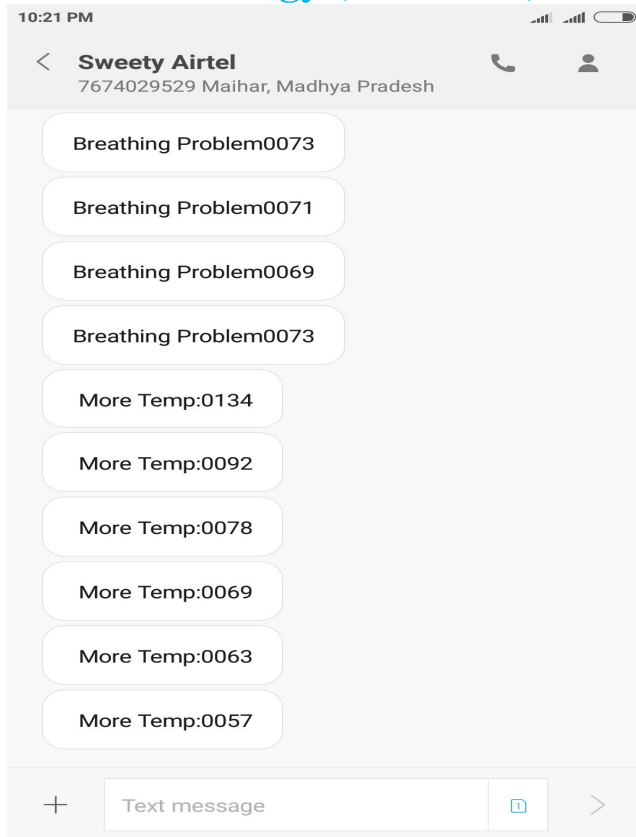 10:21 PM
Sweety Airtel
7674029529 Maihar, Madhya Pradesh
Breathing Problem0073
Breathing Problem0071
Breathing Problem0069
Breathing Problem0073
More Temp:0134
More Temp:0092
More Temp:0078
More Temp:0069
More Temp:0063
More Temp:0057
Text message
1